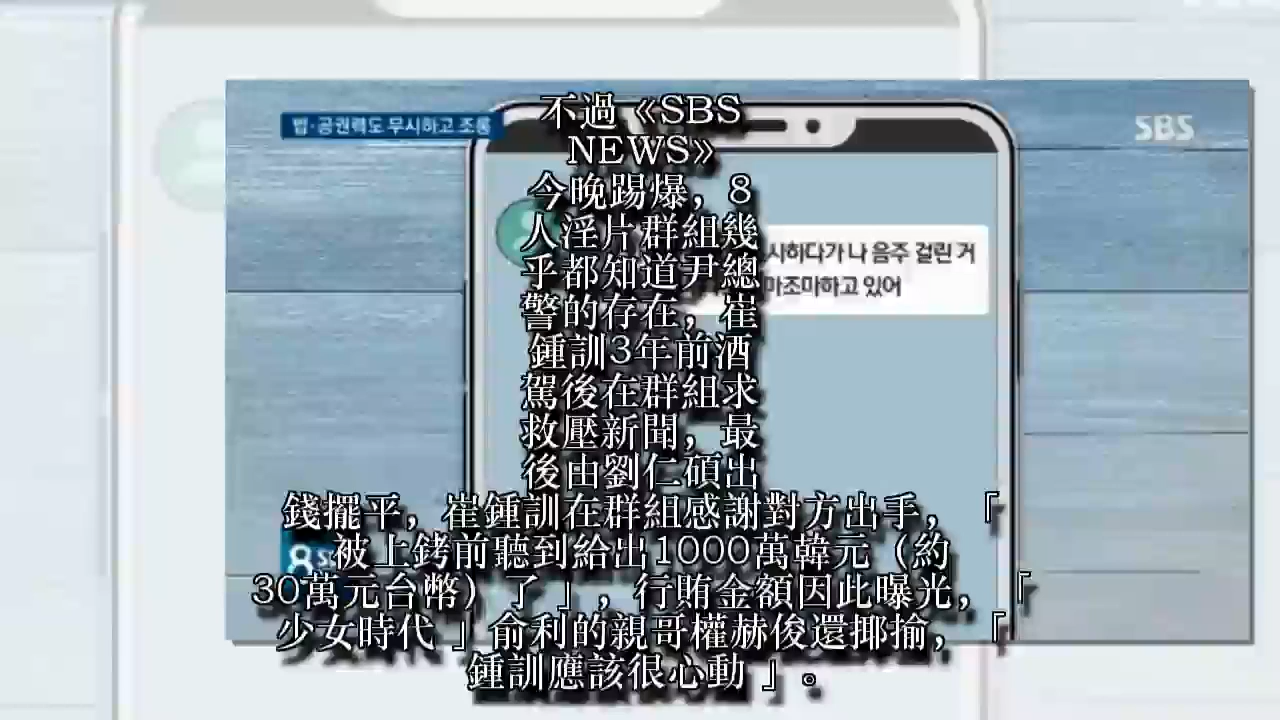 법·공권력도 무시하고 조롱
SBS
不過《SBS
NEWS》
今晚踢爆，8
人淫片群組幾
乎都知道尹總
警的存在，崔
鍾訓3年前酒
駕後在群組求
救壓新聞，最
後由劉仁碩出
錢擺平，崔鍾訓在群組感謝對方出手，「
被上銬前聽到給出1000萬韓元（約
30萬元台幣）了」，行賄金額因此曝光，「
少女時代」俞利的親哥權赫俊還揶揄，「
鍾訓應該很心動」。
나 음주 걸린 거
하고 있어
8